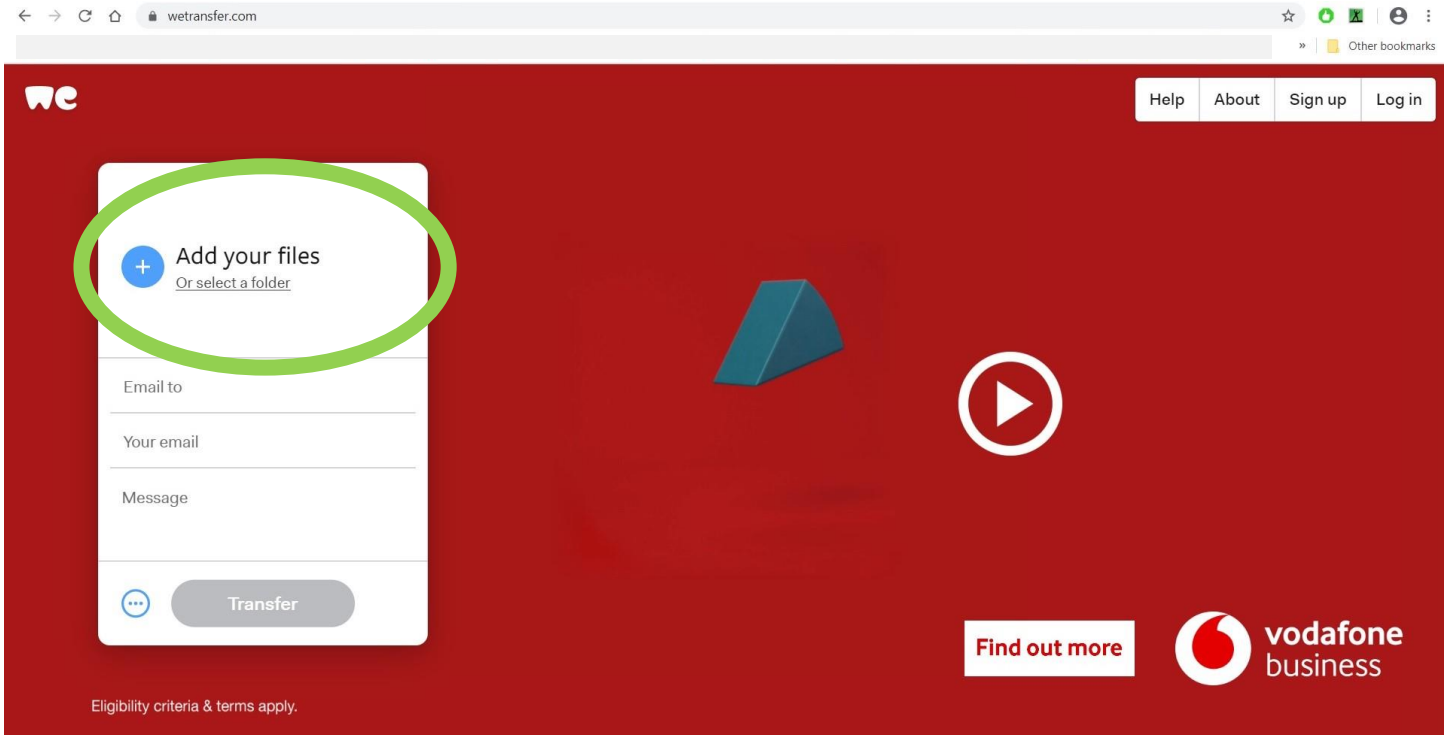 wetransfer.com
»
Other bookmarks
we
Help About Sign up Log in
Add your files
Or select a folder
Email to
Your email
Message
Transfer
Find out more
vodafone
business
Eligibility criteria & terms apply.